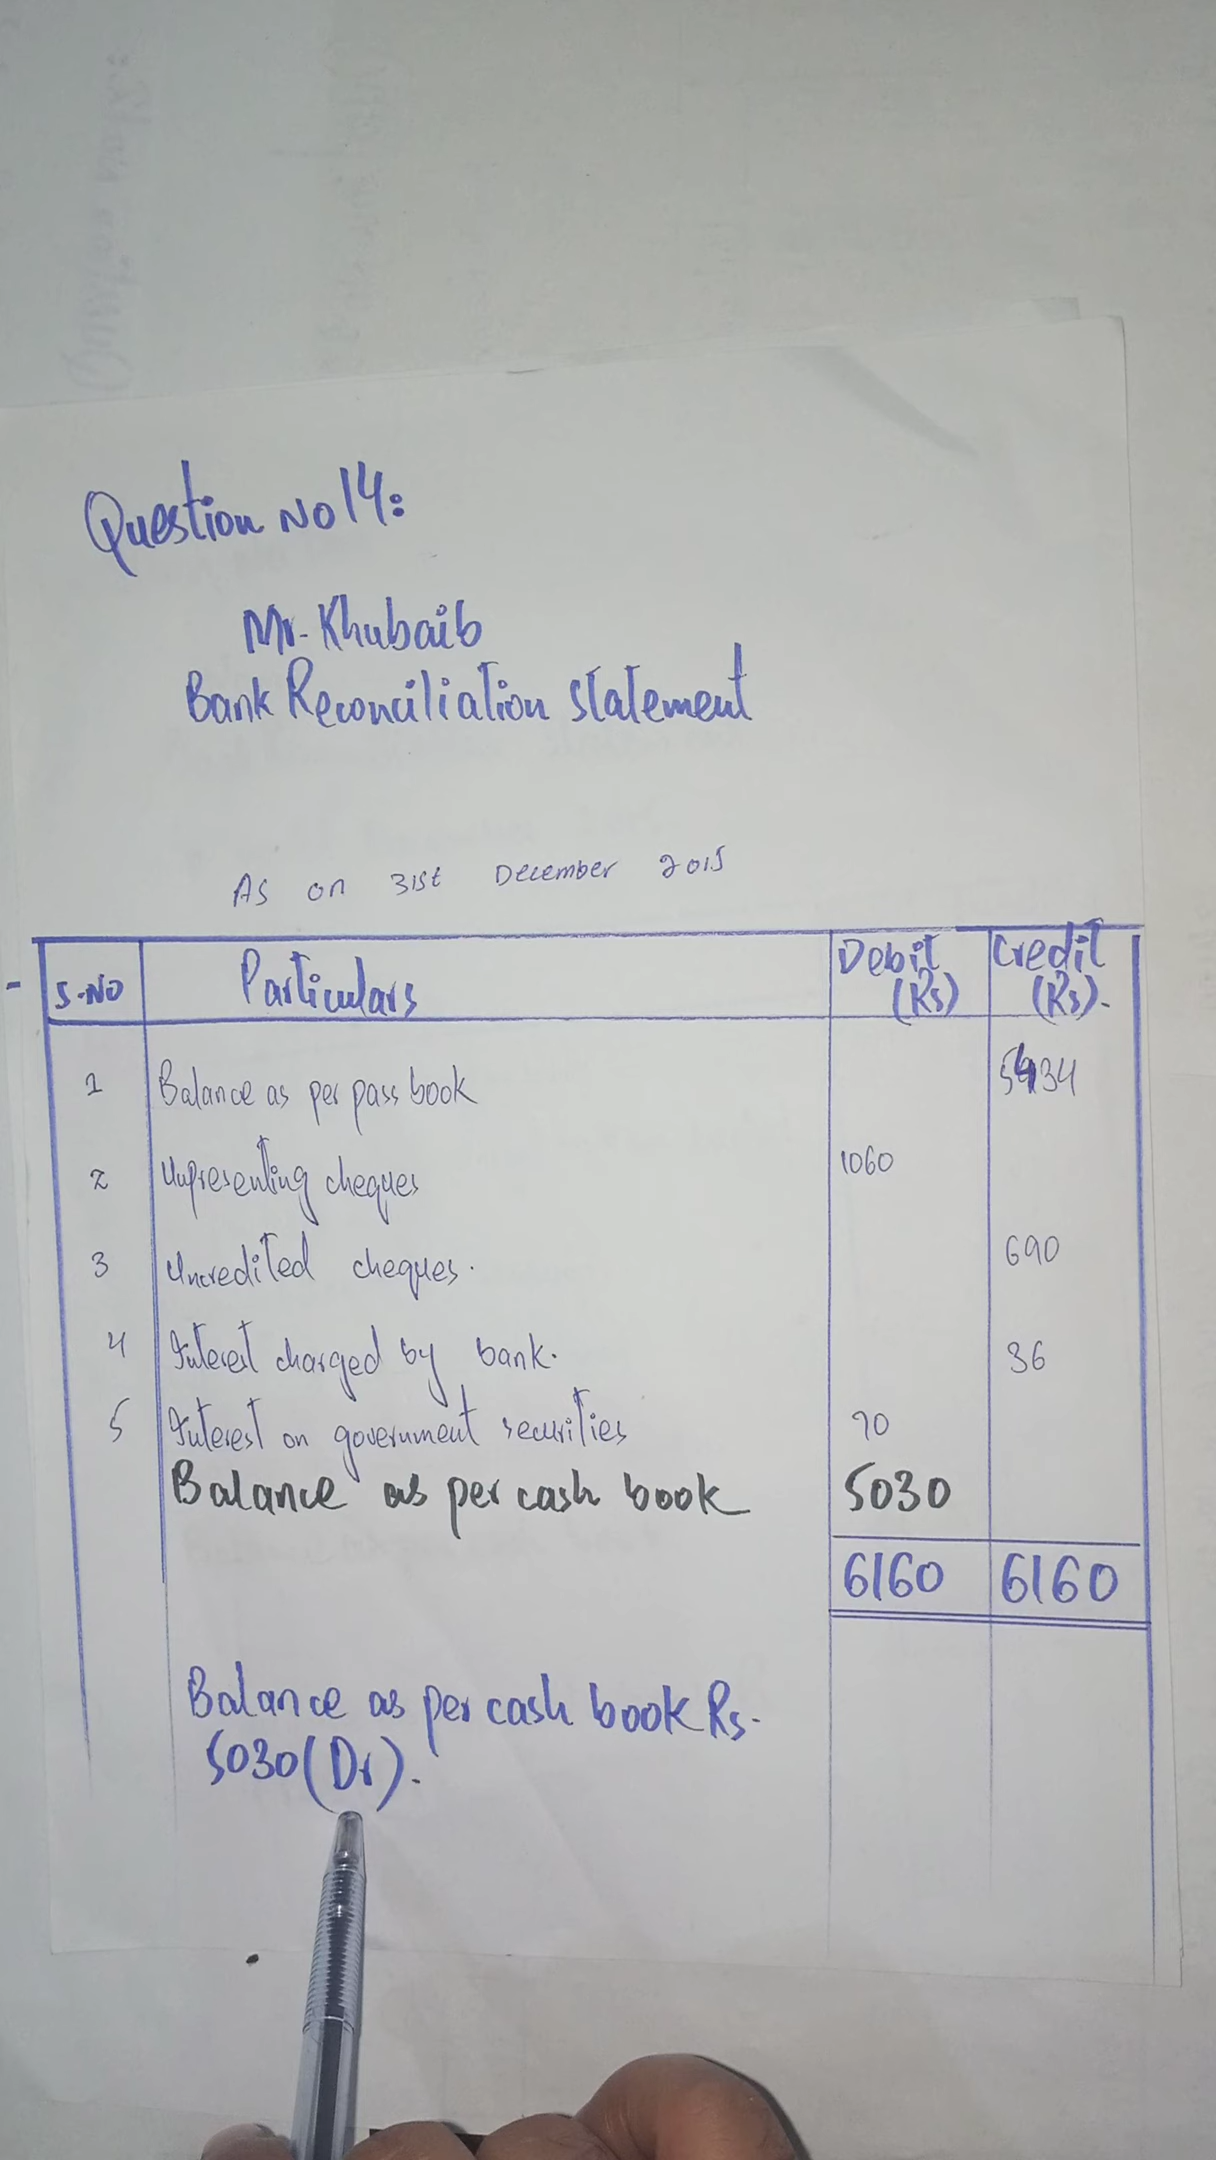 Question No 14:
Mr. Khubaib
Bank Reconciliation statement
As on 31st December 2015
S.NO Particulars Debit (Rs) Credit (Rs).
1 Balance as per pass book 5434
2 Unpresenting cheques 1060
3 Uncredited cheques. 690
4 Interest charged by bank. 36
5 Interest on government securities 70
Balance as per cash book 5030
6160 6160
Balance as per cash book Rs.
5030 (Dr).